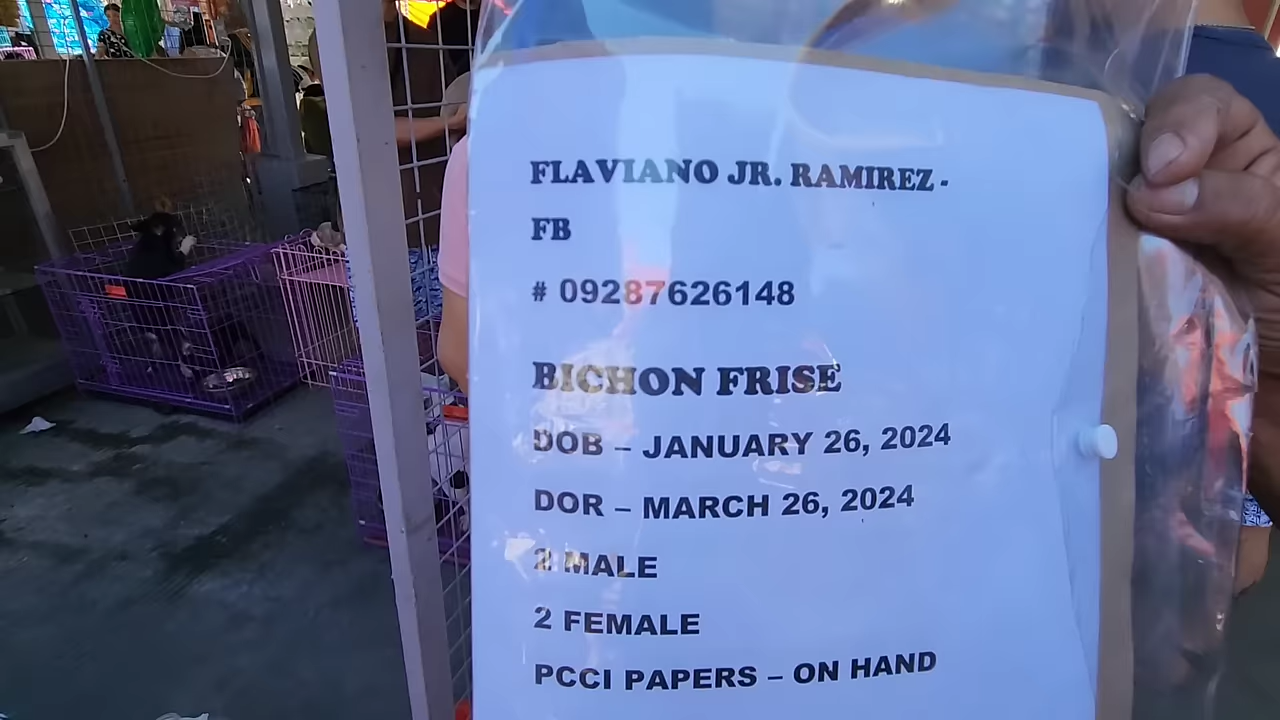 FLAVIANO JR. RAMIREZ -
FB
# 09287626148
BICHON FRISE
DOB – JANUARY 26, 2024
DOR – MARCH 26, 2024
2 MALE
2 FEMALE
PCCI PAPERS – ON HAND